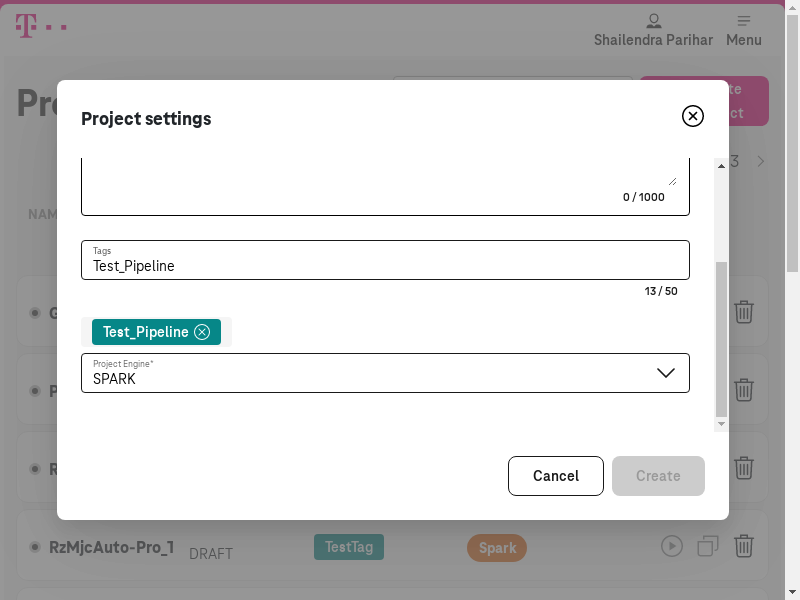 T
Shailendra Parihar
Menu
Project settings
0 / 1000
Tags
Test_Pipeline
13 / 50
Test_Pipeline
Project Engine*
SPARK
Cancel
Create
3
RzMjcAuto-Pro_1
DRAFT
TestTag
Spark